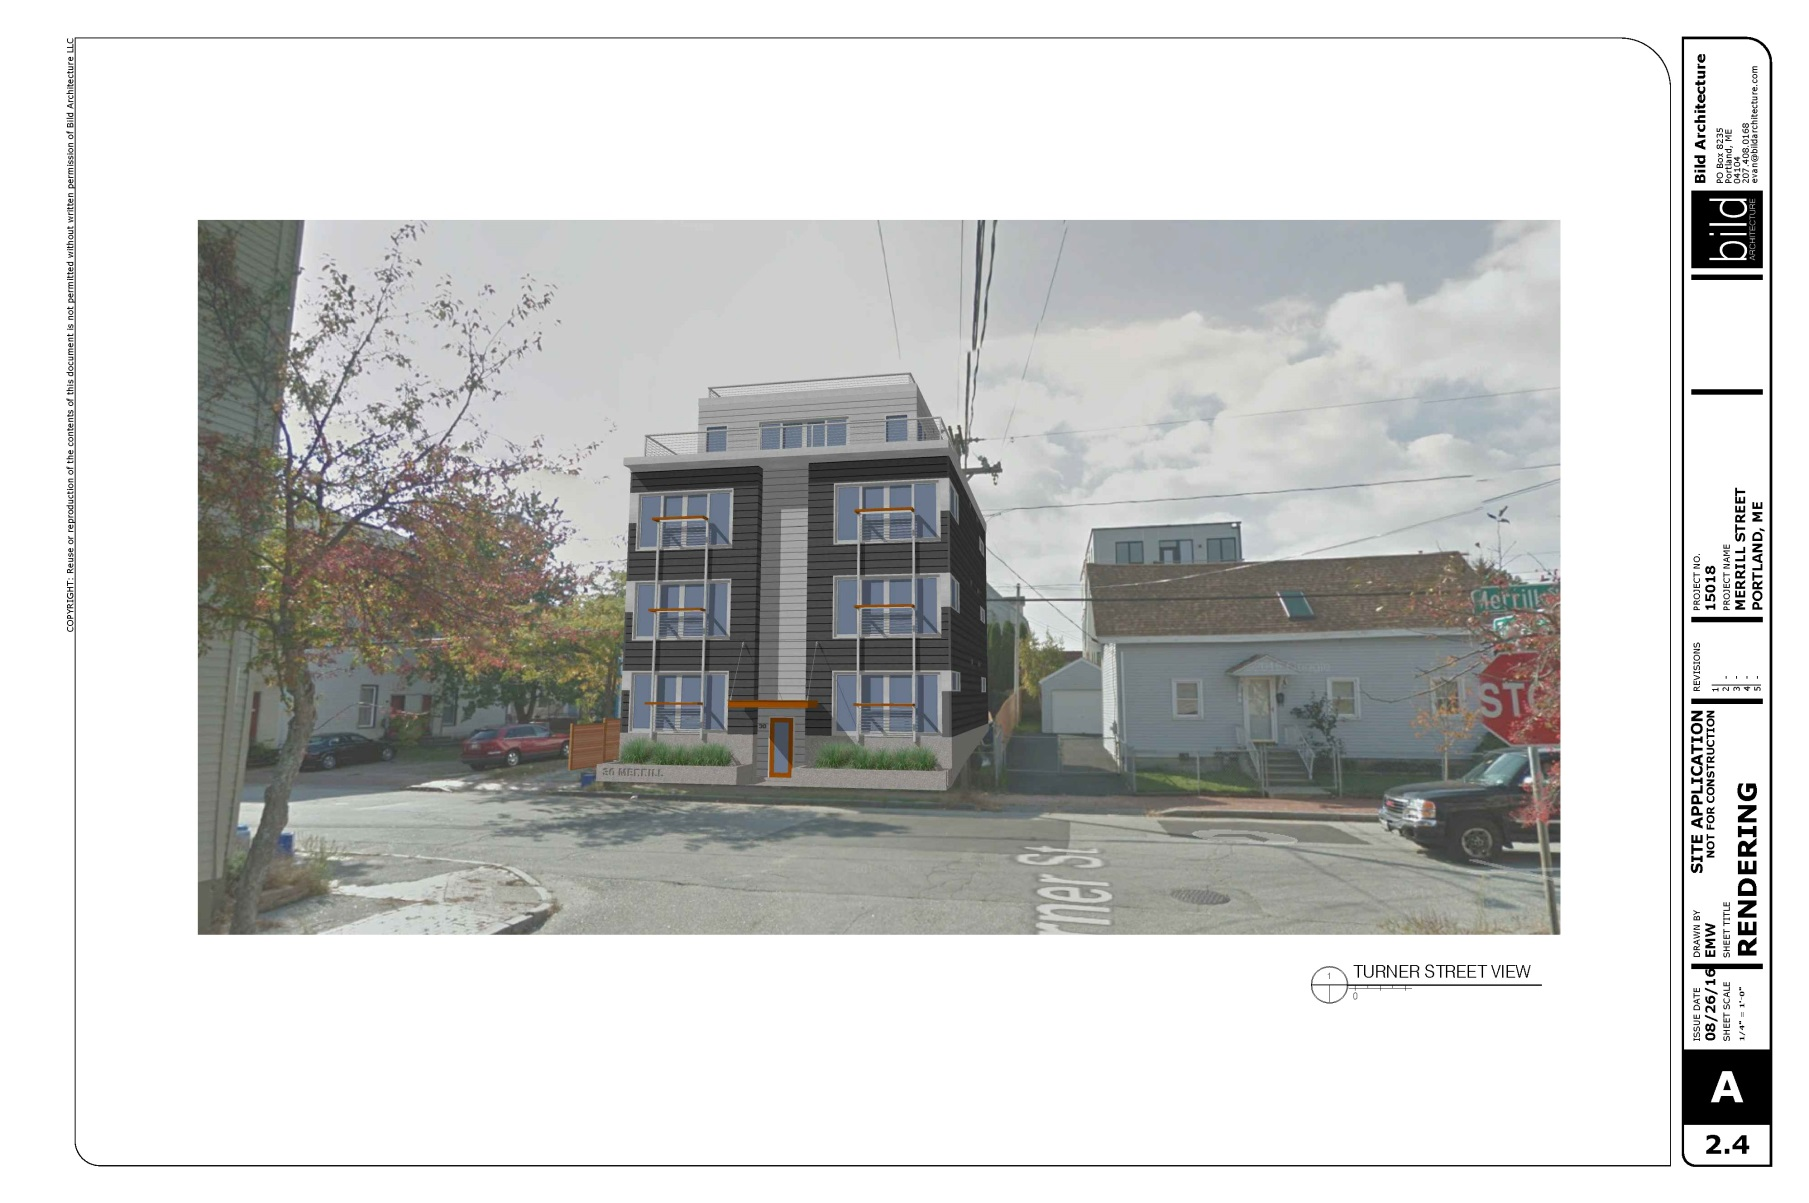 COPYRIGHT: Reuse or reproduction of the contents of this document is not permitted without written permission of Bild Architecture LLC
Merrill
STO
26 MERRILL
rner St
1
TURNER STREET VIEW
0
Bild Architecture
PO Box 8235
Portland, ME
04104
207.408.0168
evan@bildarchitecture.com
bild
ARCHITECTURE
PROJECT NO.
15018
PROJECT NAME
MERRILL STREET
PORTLAND, ME
REVISIONS
1 -
2 -
3 -
4 -
5 -
SITE APPLICATION
NOT FOR CONSTRUCTION
DRAWN BY
EMW
SHEET TITLE
RENDERING
ISSUE DATE
08/26/16
SHEET SCALE
1/4" = 1'-0"
A
2.4